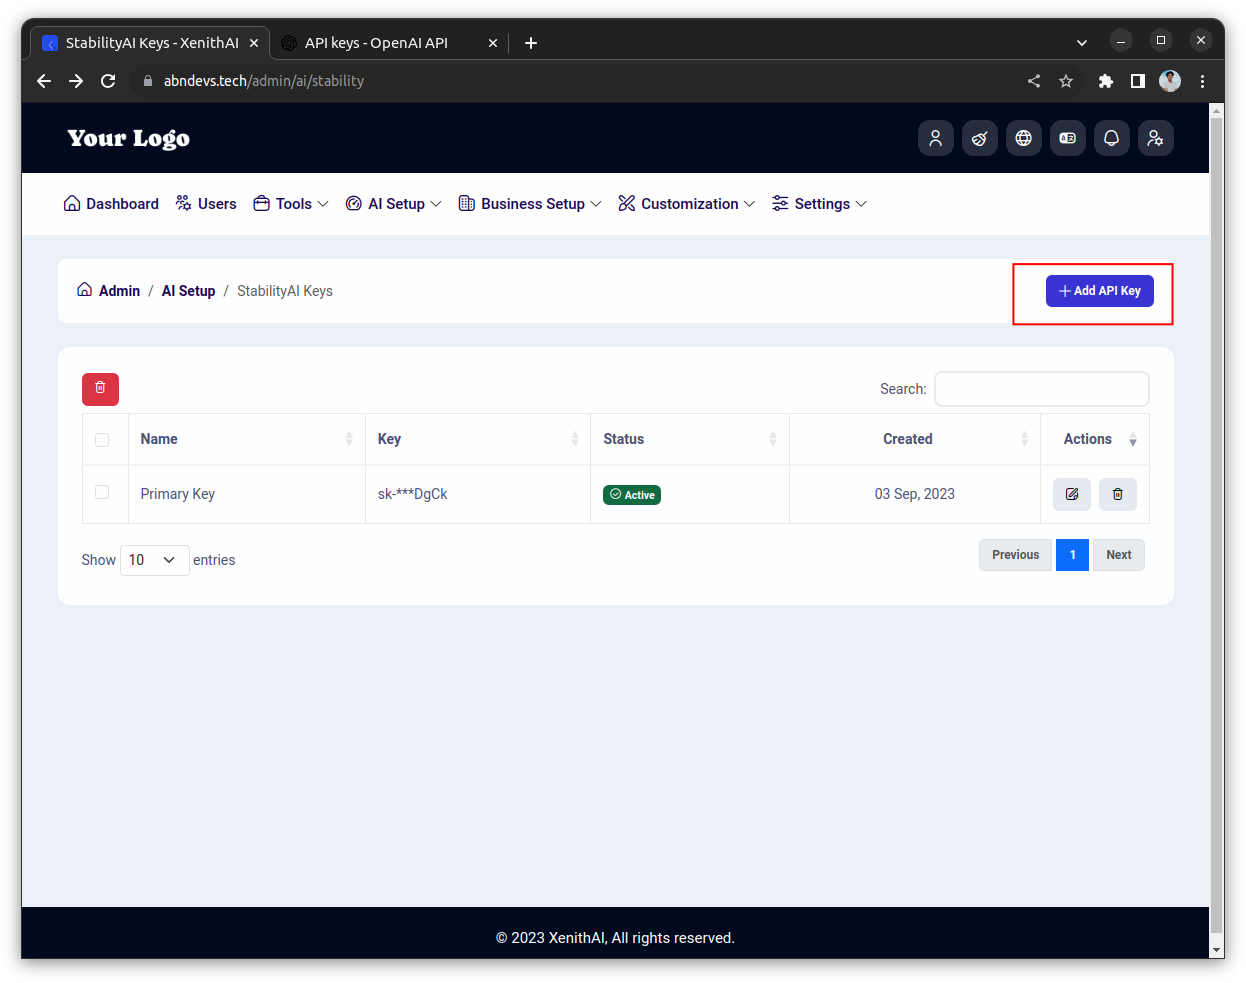 StabilityAI Keys - XenithAI
API keys - OpenAI API
abndevs.tech/admin/ai/stability
Your Logo
Dashboard Users Tools AI Setup Business Setup Customization Settings
Admin / AI Setup / StabilityAI Keys
Add API Key
Search:
Name Key Status Created Actions
Primary Key sk-***DgCk Active 03 Sep, 2023
Show 10 entries
Previous 1 Next
© 2023 XenithAI, All rights reserved.